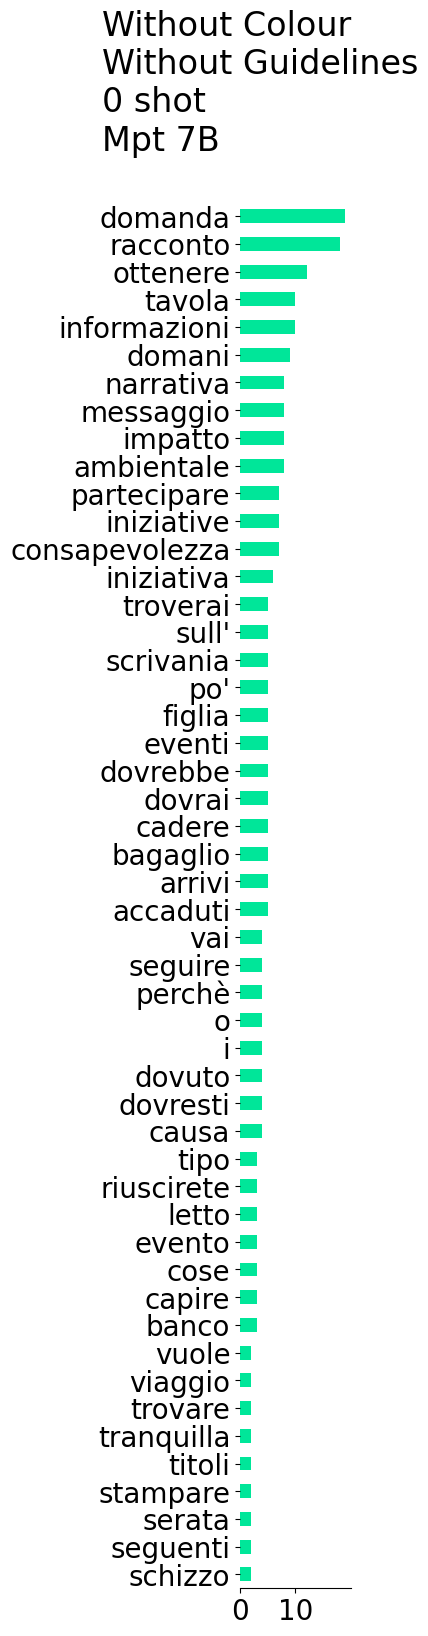 Without Colour
Without Guidelines
0 shot
Mpt 7B
domanda
racconto
ottenere
tavola
informazioni
domani
narrativa
messaggio
impatto
ambientale
partecipare
iniziative
consapevolezza
iniziativa
troverai
sull'
scrivania
po'
figlia
eventi
dovrebbe
dovrai
cadere
bagaglio
arrivi
accaduti
vai
seguire
perchè
o
i
dovuto
dovresti
causa
tipo
riuscirete
letto
evento
cose
capire
banco
vuole
viaggio
trovare
tranquilla
titoli
stampare
serata
seguenti
schizzo
0 10